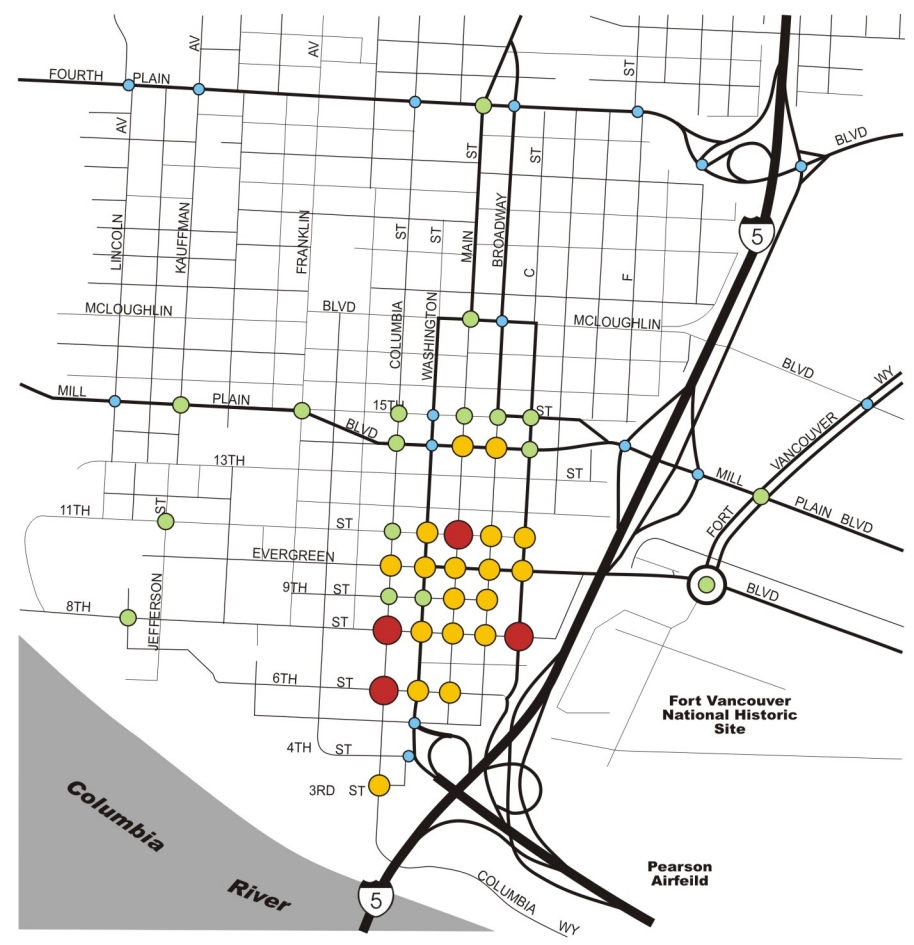 AV
AV
ST
FOURTH PLAIN
BLVD
AV
ST
ST
5
LINCOLN
KAUFFMAN
FRANKLIN
ST
ST
MAIN
BROADWAY
C
F
MCLOUGHLIN
BLVD
COLUMBIA
WASHINGTON
MCLOUGHLIN
BLVD
MILL
PLAIN
BLVD
15TH
ST
WY
VANCOUVER
FORT
13TH
ST
MILL
PLAIN BLVD
11TH
ST
ST
EVERGREEN
BLVD
9TH ST
JEFFERSON
8TH
ST
6TH ST
Fort Vancouver
National Historic
Site
4TH ST
3RD ST
Columbia
River
Pearson
Airfeild
5
COLUMBIA
WY